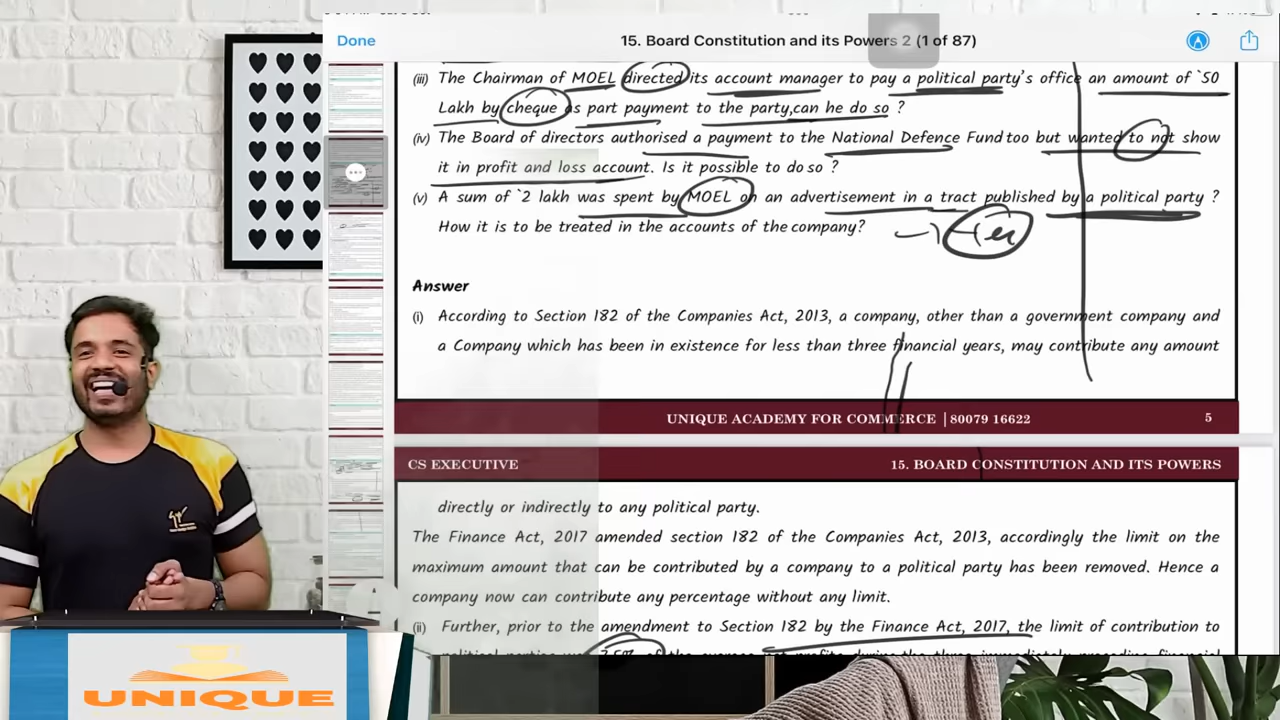 Done
15. Board Constitution and its Powers 2 (1 of 87)
(iii) The Chairman of MOEL directed its account manager to pay a political party's office an amount of `50
Lakh by cheque as part payment to the party can he do so ?
(iv) The Board of directors authorised a payment to the National Defence Fund too but wanted to not show
it in profit and loss account. Is it possible to do so ?
(v) A sum of `2 lakh was spent by MOEL on an advertisement in a tract published by a political party ?
How it is to be treated in the accounts of the company?
Answer
(i) According to Section 182 of the Companies Act, 2013, a company, other than a government company and
a Company which has been in existence for less than three financial years, may contribute any amount
UNIQUE ACADEMY FOR COMMERCE | 80079 16622
5
CS EXECUTIVE
15. BOARD CONSTITUTION AND ITS POWERS
directly or indirectly to any political party.
The Finance Act, 2017 amended section 182 of the Companies Act, 2013, accordingly the limit on the
maximum amount that can be contributed by a company to a political party has been removed. Hence a
company now can contribute any percentage without any limit.
(ii) Further, prior to the amendment to Section 182 by the Finance Act, 2017, the limit of contribution to
UNIQUE